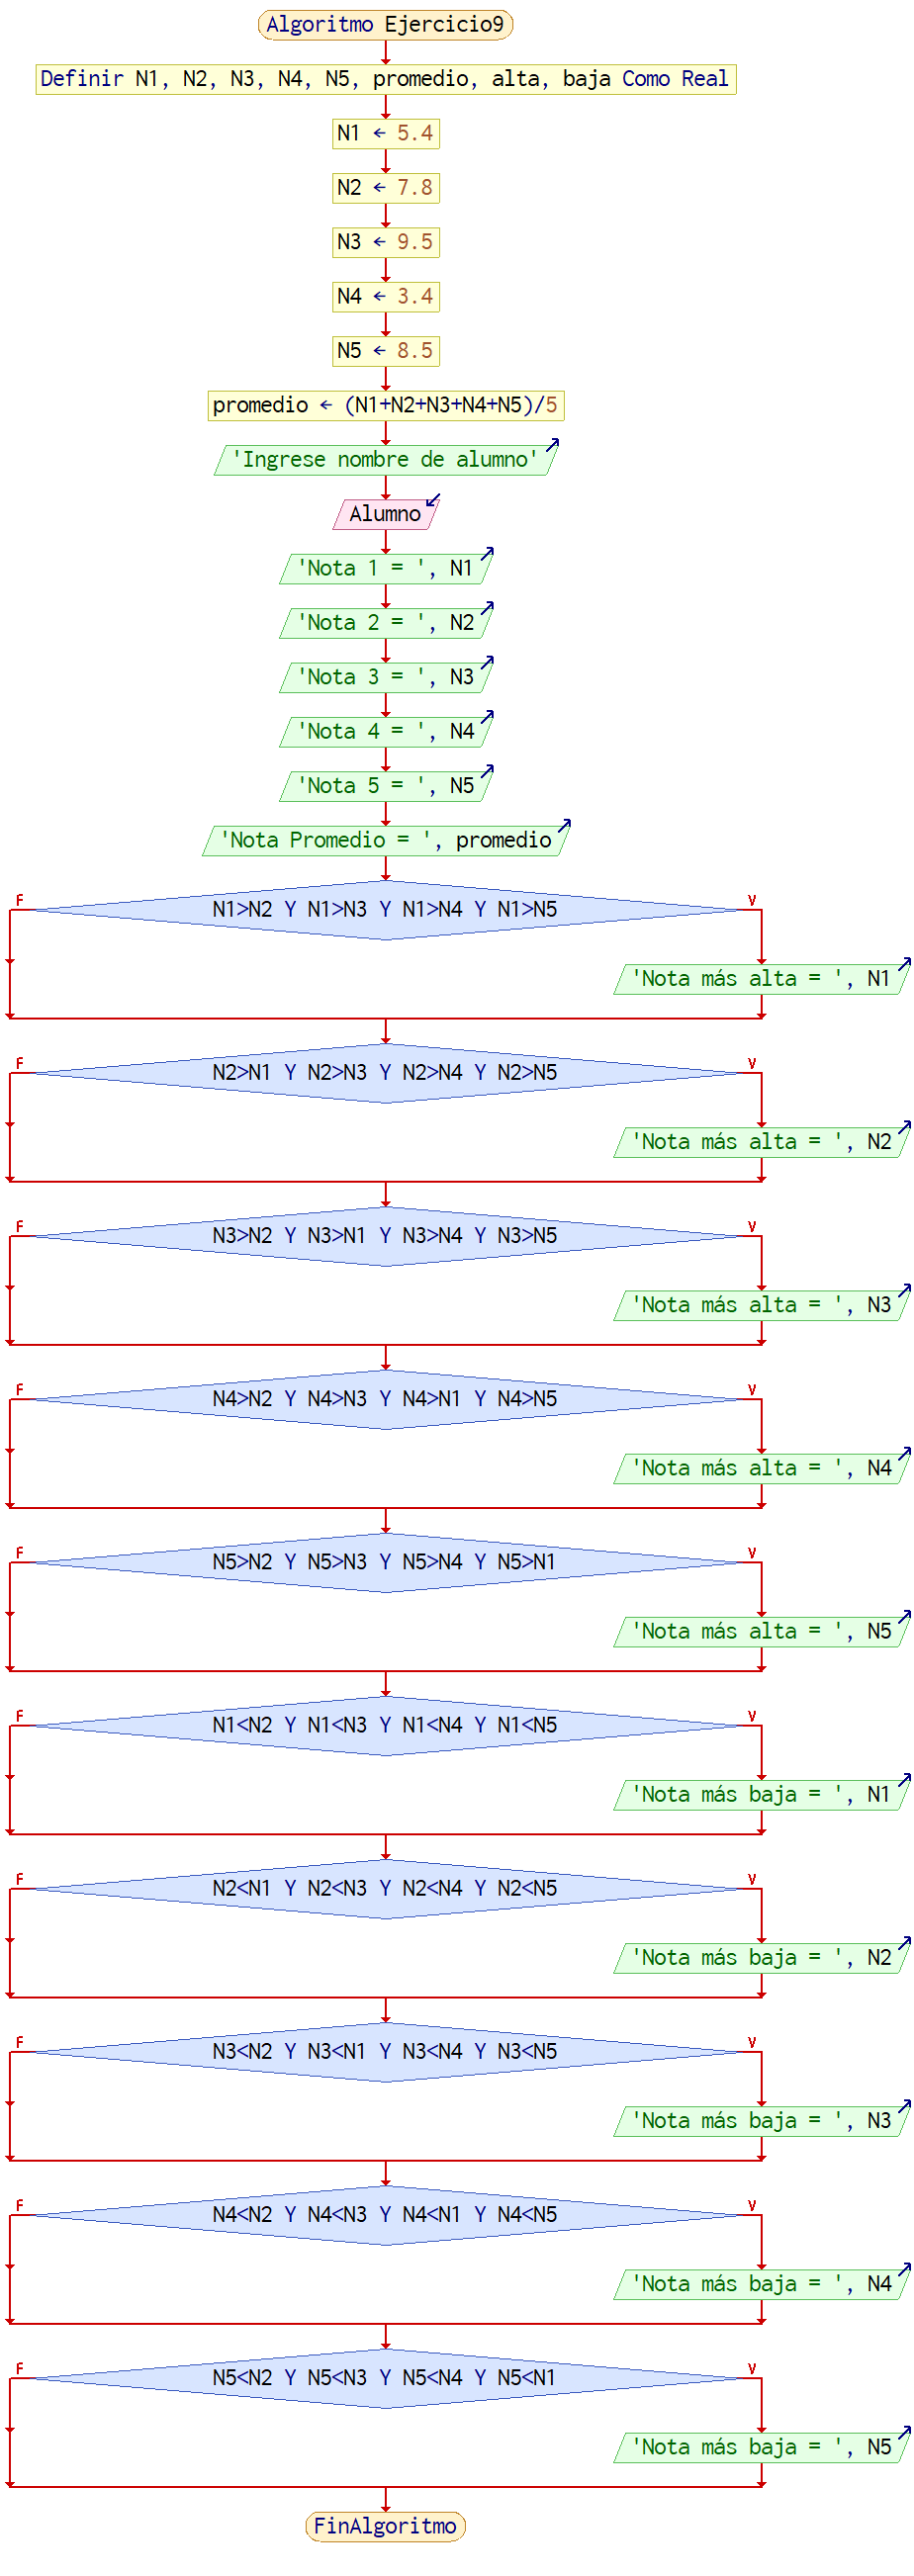 Algoritmo Ejercicio9
Definir N1, N2, N3, N4, N5, promedio, alta, baja Como Real
N1 ← 5.4
N2 ← 7.8
N3 ← 9.5
N4 ← 3.4
N5 ← 8.5
promedio ← (N1+N2+N3+N4+N5)/5
'Ingrese nombre de alumno'
Alumno
'Nota 1 = ', N1
'Nota 2 = ', N2
'Nota 3 = ', N3
'Nota 4 = ', N4
'Nota 5 = ', N5
'Nota Promedio = ', promedio
F V
N1>N2 Y N1>N3 Y N1>N4 Y N1>N5
'Nota más alta = ', N1
F V
N2>N1 Y N2>N3 Y N2>N4 Y N2>N5
'Nota más alta = ', N2
F V
N3>N2 Y N3>N1 Y N3>N4 Y N3>N5
'Nota más alta = ', N3
F V
N4>N2 Y N4>N3 Y N4>N1 Y N4>N5
'Nota más alta = ', N4
F V
N5>N2 Y N5>N3 Y N5>N4 Y N5>N1
'Nota más alta = ', N5
F V
N1<N2 Y N1<N3 Y N1<N4 Y N1<N5
'Nota más baja = ', N1
F V
N2<N1 Y N2<N3 Y N2<N4 Y N2<N5
'Nota más baja = ', N2
F V
N3<N2 Y N3<N1 Y N3<N4 Y N3<N5
'Nota más baja = ', N3
F V
N4<N2 Y N4<N3 Y N4<N1 Y N4<N5
'Nota más baja = ', N4
F V
N5<N2 Y N5<N3 Y N5<N4 Y N5<N1
'Nota más baja = ', N5
FinAlgoritmo